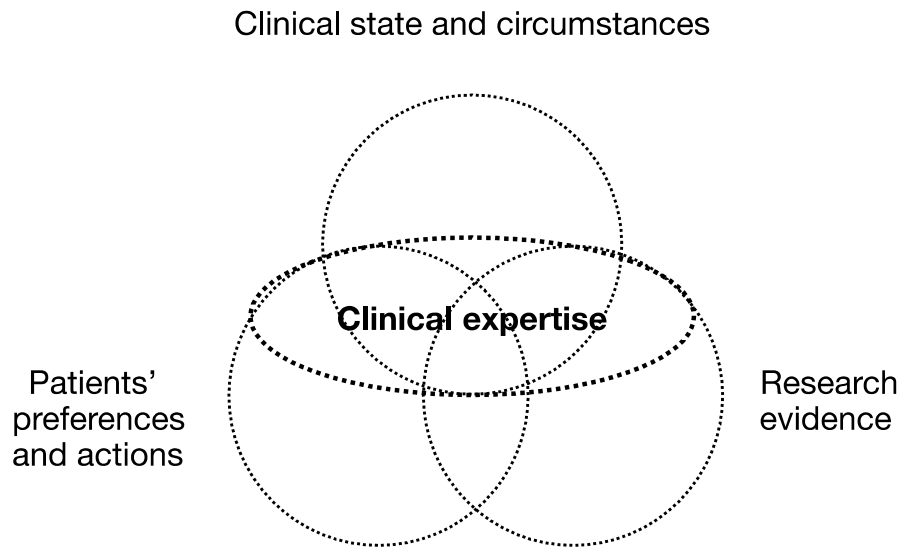 Clinical state and circumstances
Clinical expertise
Patients’
preferences
and actions
Research
evidence